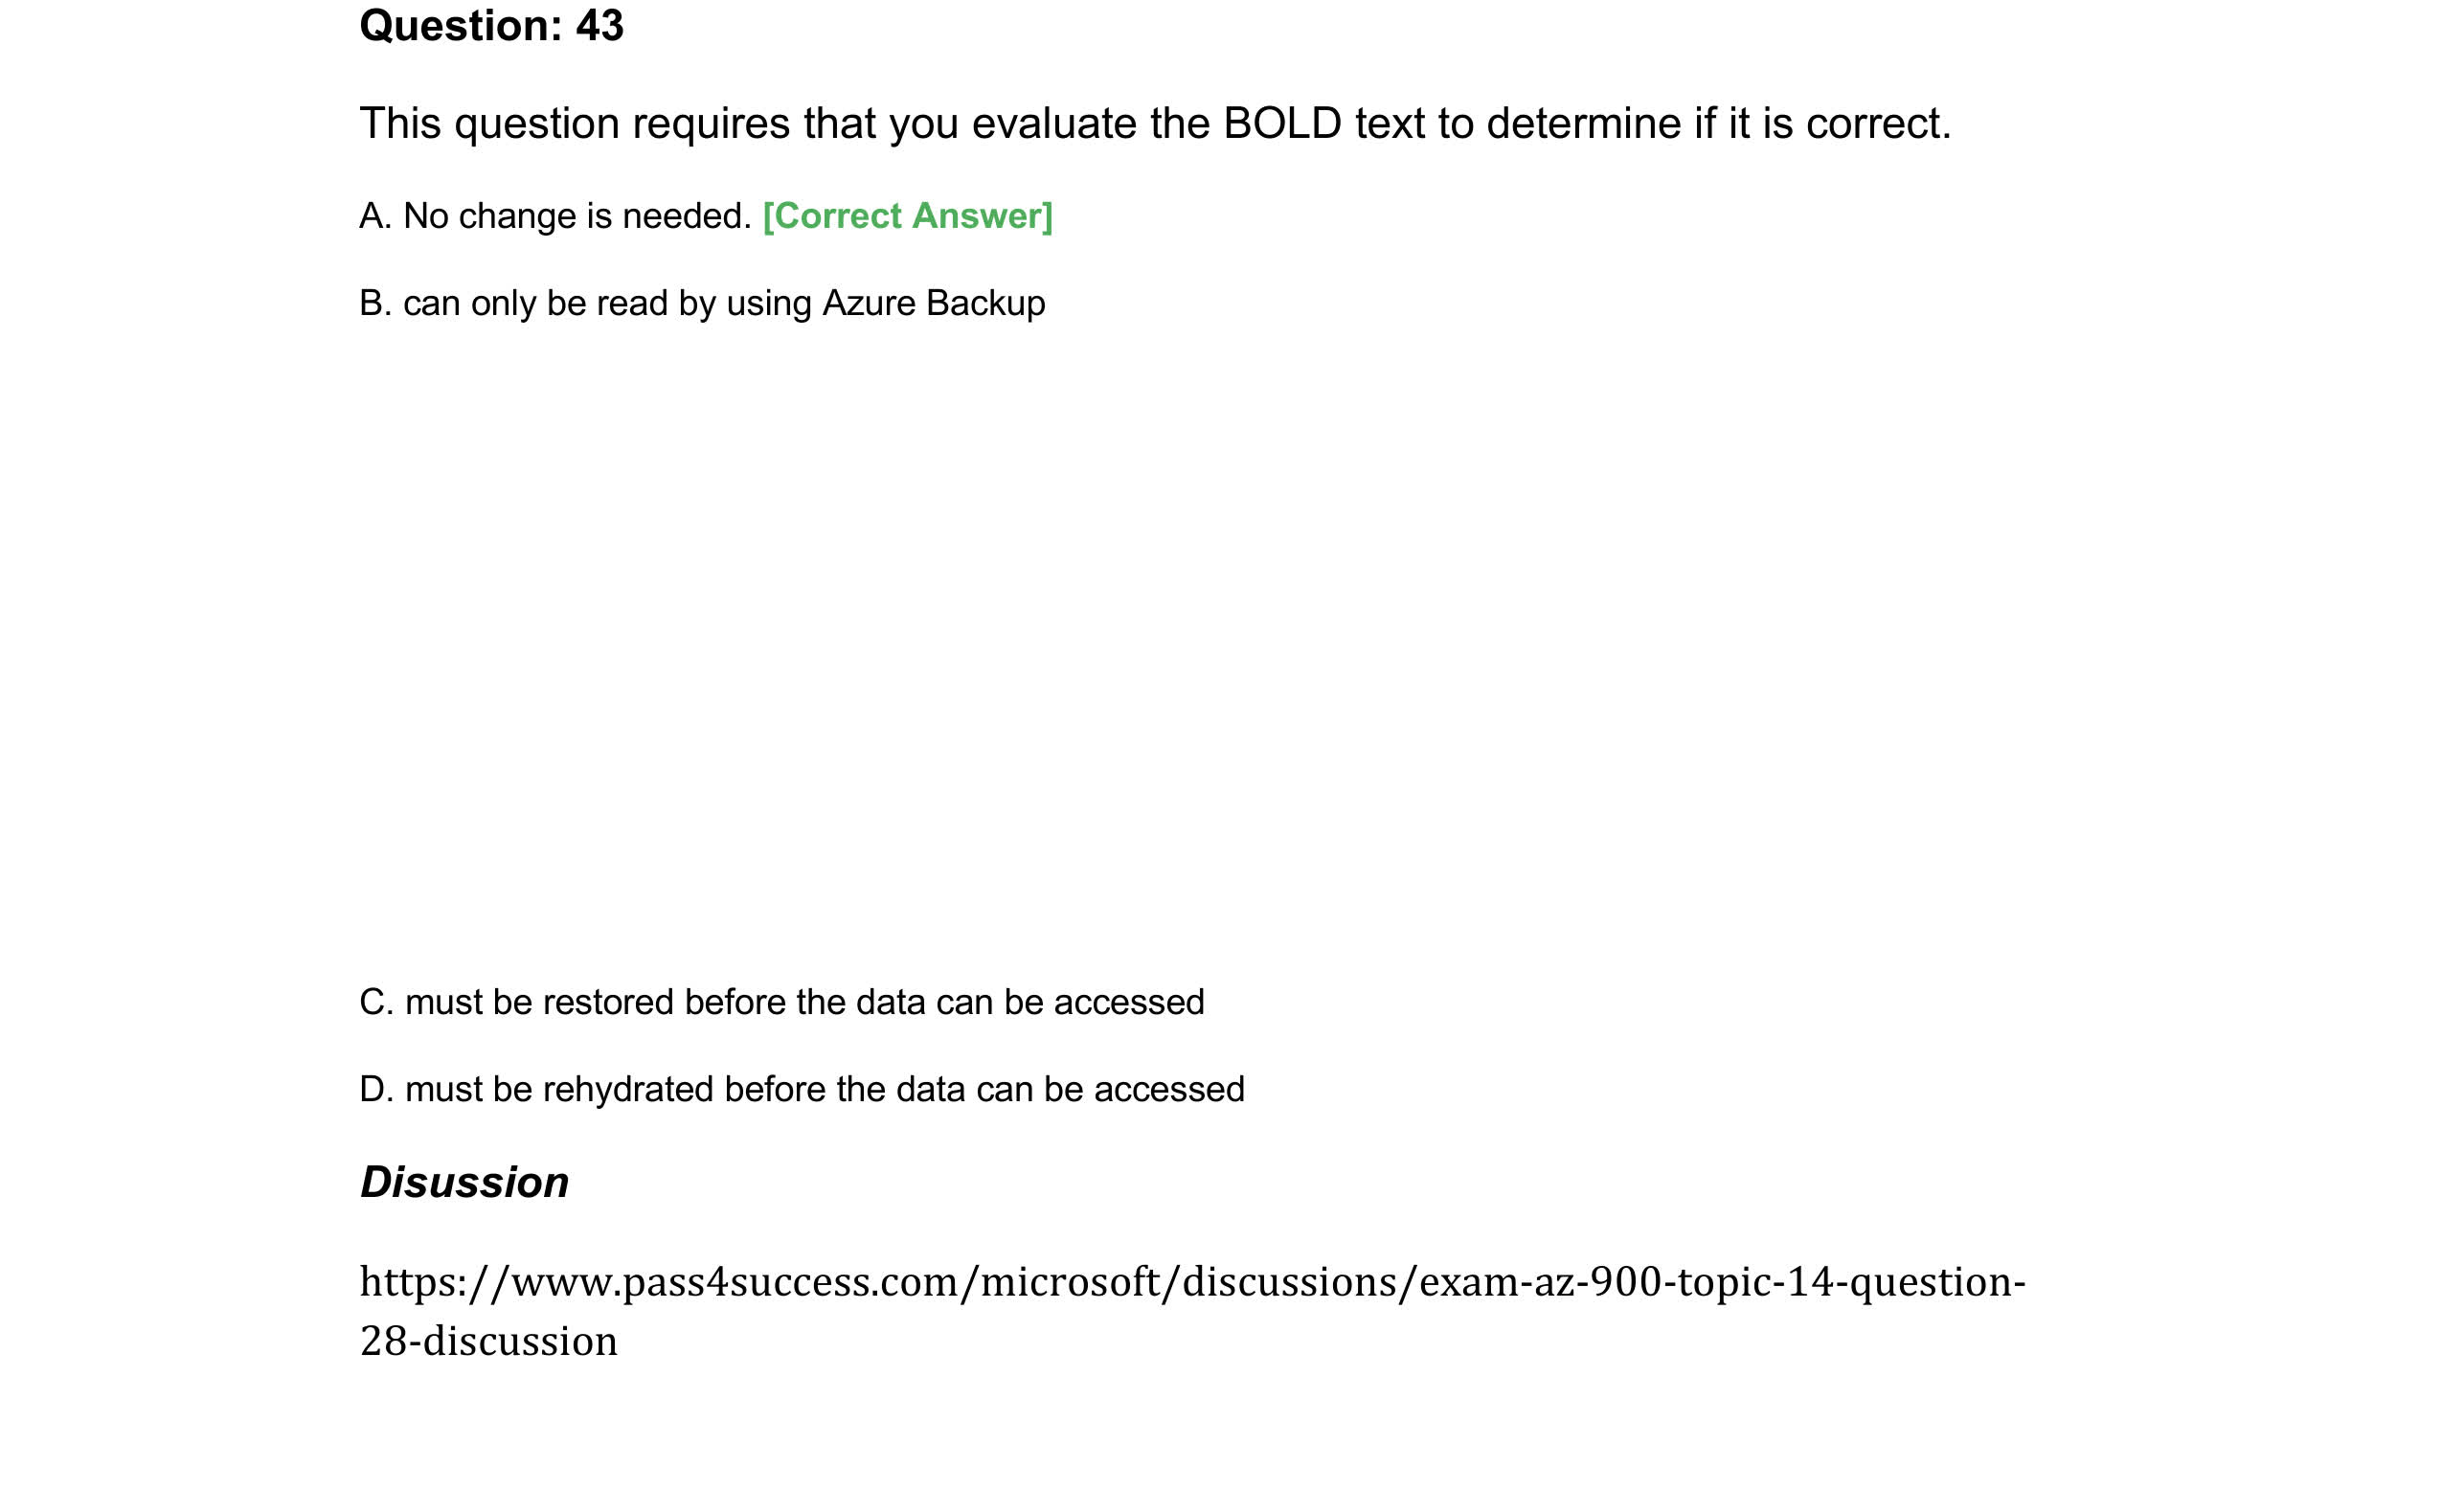 Question: 43
This question requires that you evaluate the BOLD text to determine if it is correct.
A. No change is needed. [Correct Answer]
B. can only be read by using Azure Backup
C. must be restored before the data can be accessed
D. must be rehydrated before the data can be accessed
Disussion
https://www.pass4success.com/microsoft/discussions/exam-az-900-topic-14-question-
28-discussion